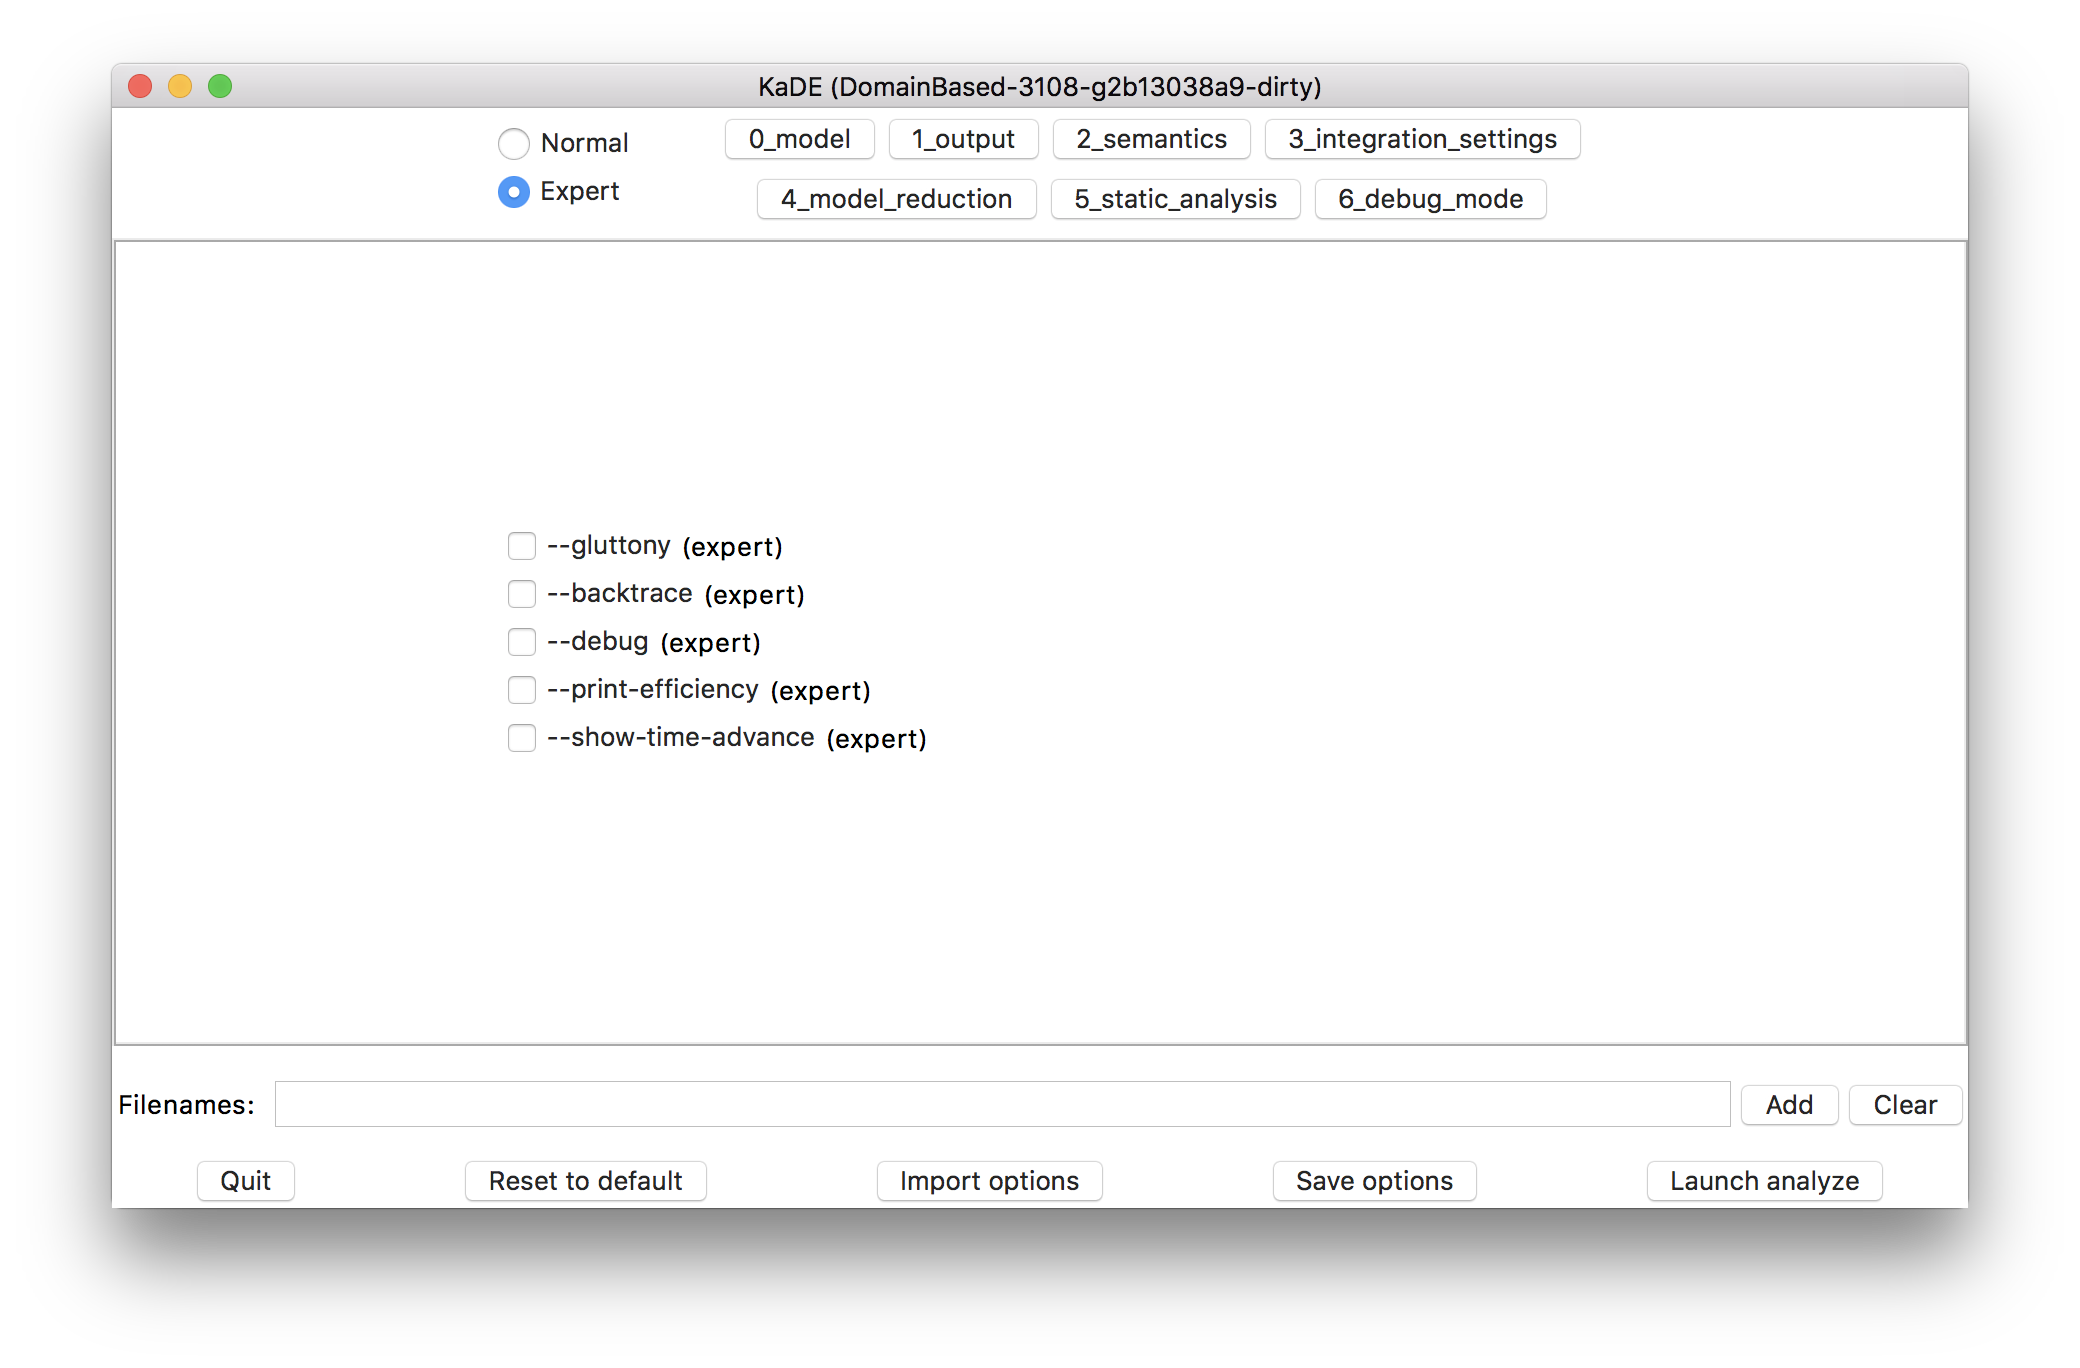 KaDE (DomainBased-3108-g2b13038a9-dirty)
Normal
Expert
0_model 1_output 2_semantics 3_integration_settings
4_model_reduction 5_static_analysis 6_debug_mode
--gluttony (expert)
--backtrace (expert)
--debug (expert)
--print-efficiency (expert)
--show-time-advance (expert)
Filenames: Add Clear
Quit Reset to default Import options Save options Launch analyze